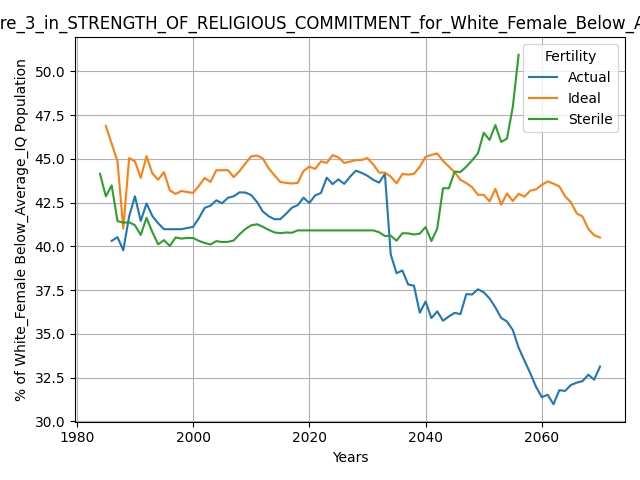 re_3_in_STRENGTH_OF_RELIGIOUS_COMMITMENT_for_White_Female_Below_A
Fertility
Actual
Ideal
Sterile
% of White_Female Below_Average_IQ Population
50.0
47.5
45.0
42.5
40.0
37.5
35.0
32.5
30.0
1980
2000
2020
2040
2060
Years